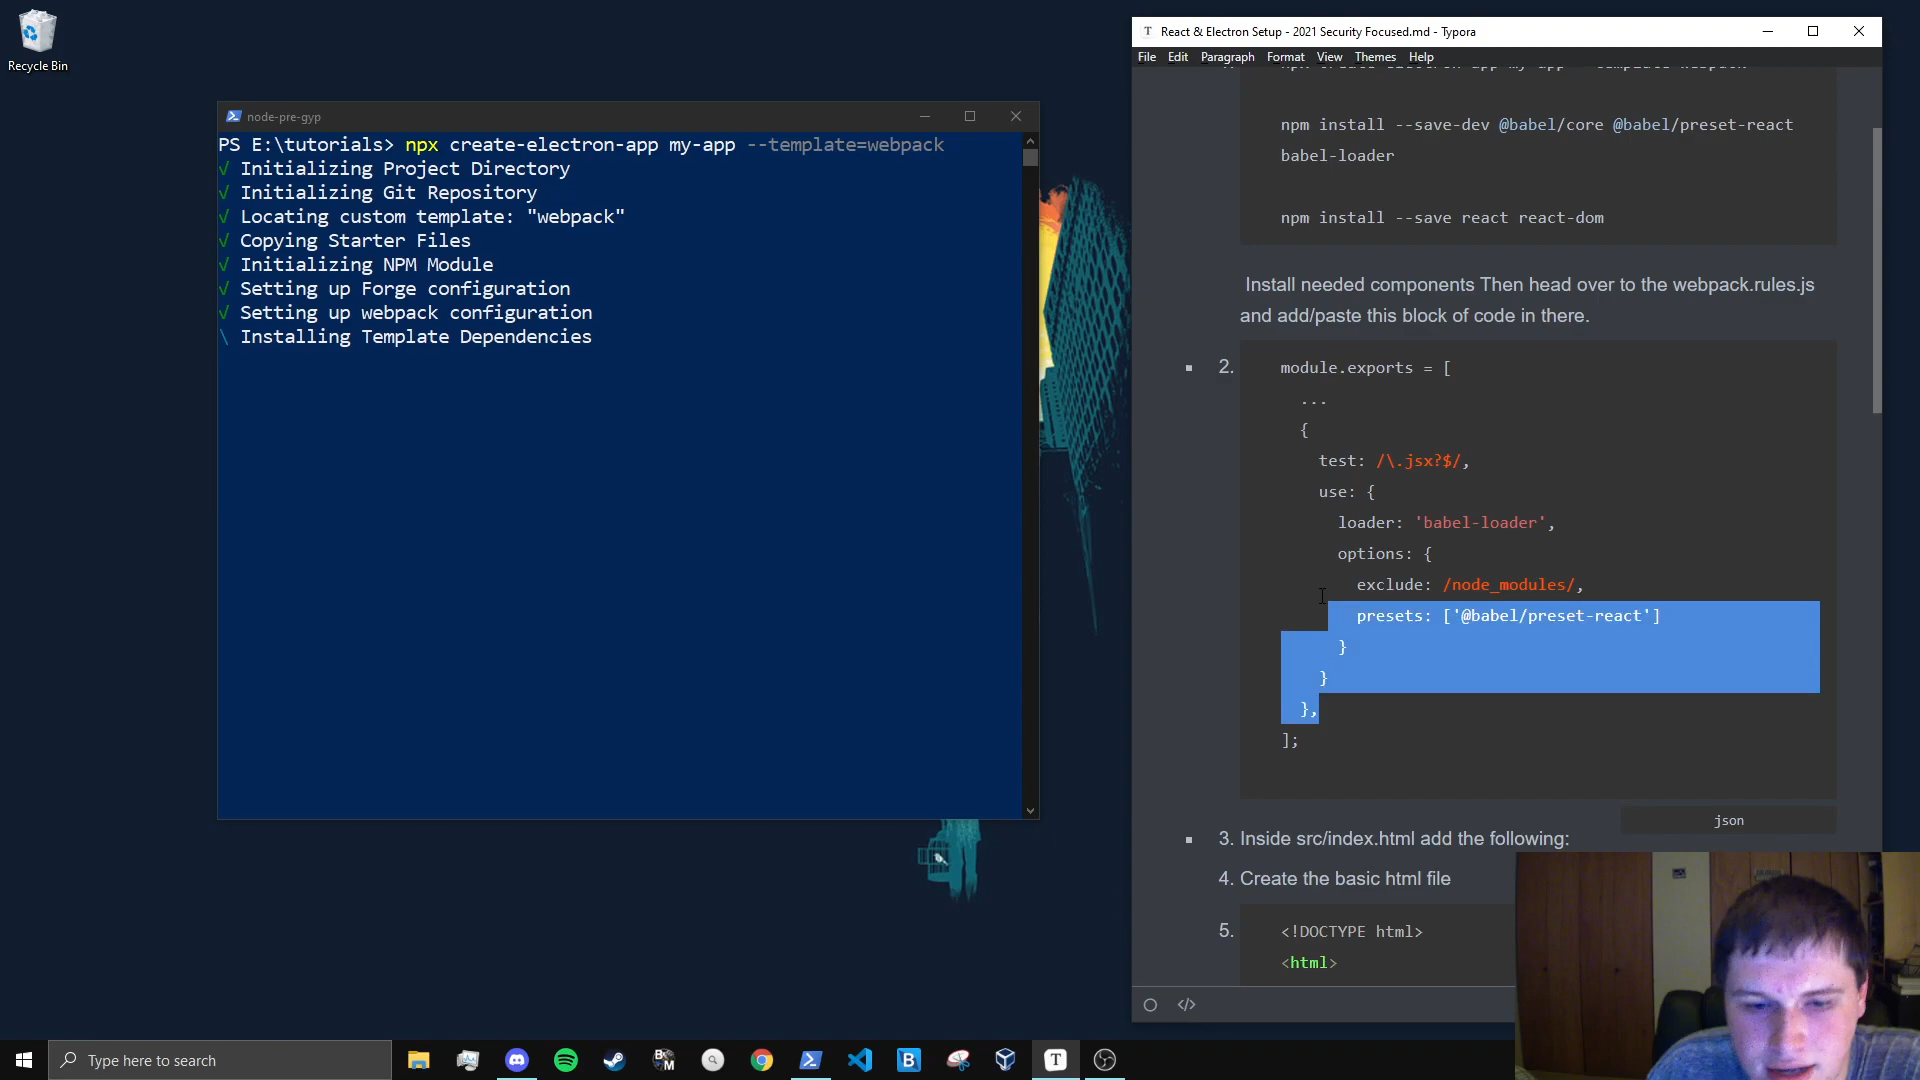 Recycle Bin
node-pre-gyp
PS E:\tutorials> npx create-electron-app my-app --template=webpack
√ Initializing Project Directory
√ Initializing Git Repository
√ Locating custom template: "webpack"
√ Copying Starter Files
√ Initializing NPM Module
√ Setting up Forge configuration
√ Setting up webpack configuration
\ Installing Template Dependencies
React & Electron Setup - 2021 Security Focused.md - Typora
File Edit Paragraph Format View Themes Help
npm install --save-dev @babel/core @babel/preset-react
babel-loader
npm install --save react react-dom
Install needed components Then head over to the webpack.rules.js
and add/paste this block of code in there.
2.
module.exports = [
...
{
test: /\.jsx?$/,
use: {
loader: 'babel-loader',
options: {
exclude: /node_modules/,
presets: ['@babel/preset-react']
}
}
},
];
json
3. Inside src/index.html add the following:
4. Create the basic html file
5.
<!DOCTYPE html>
<html>
Type here to search